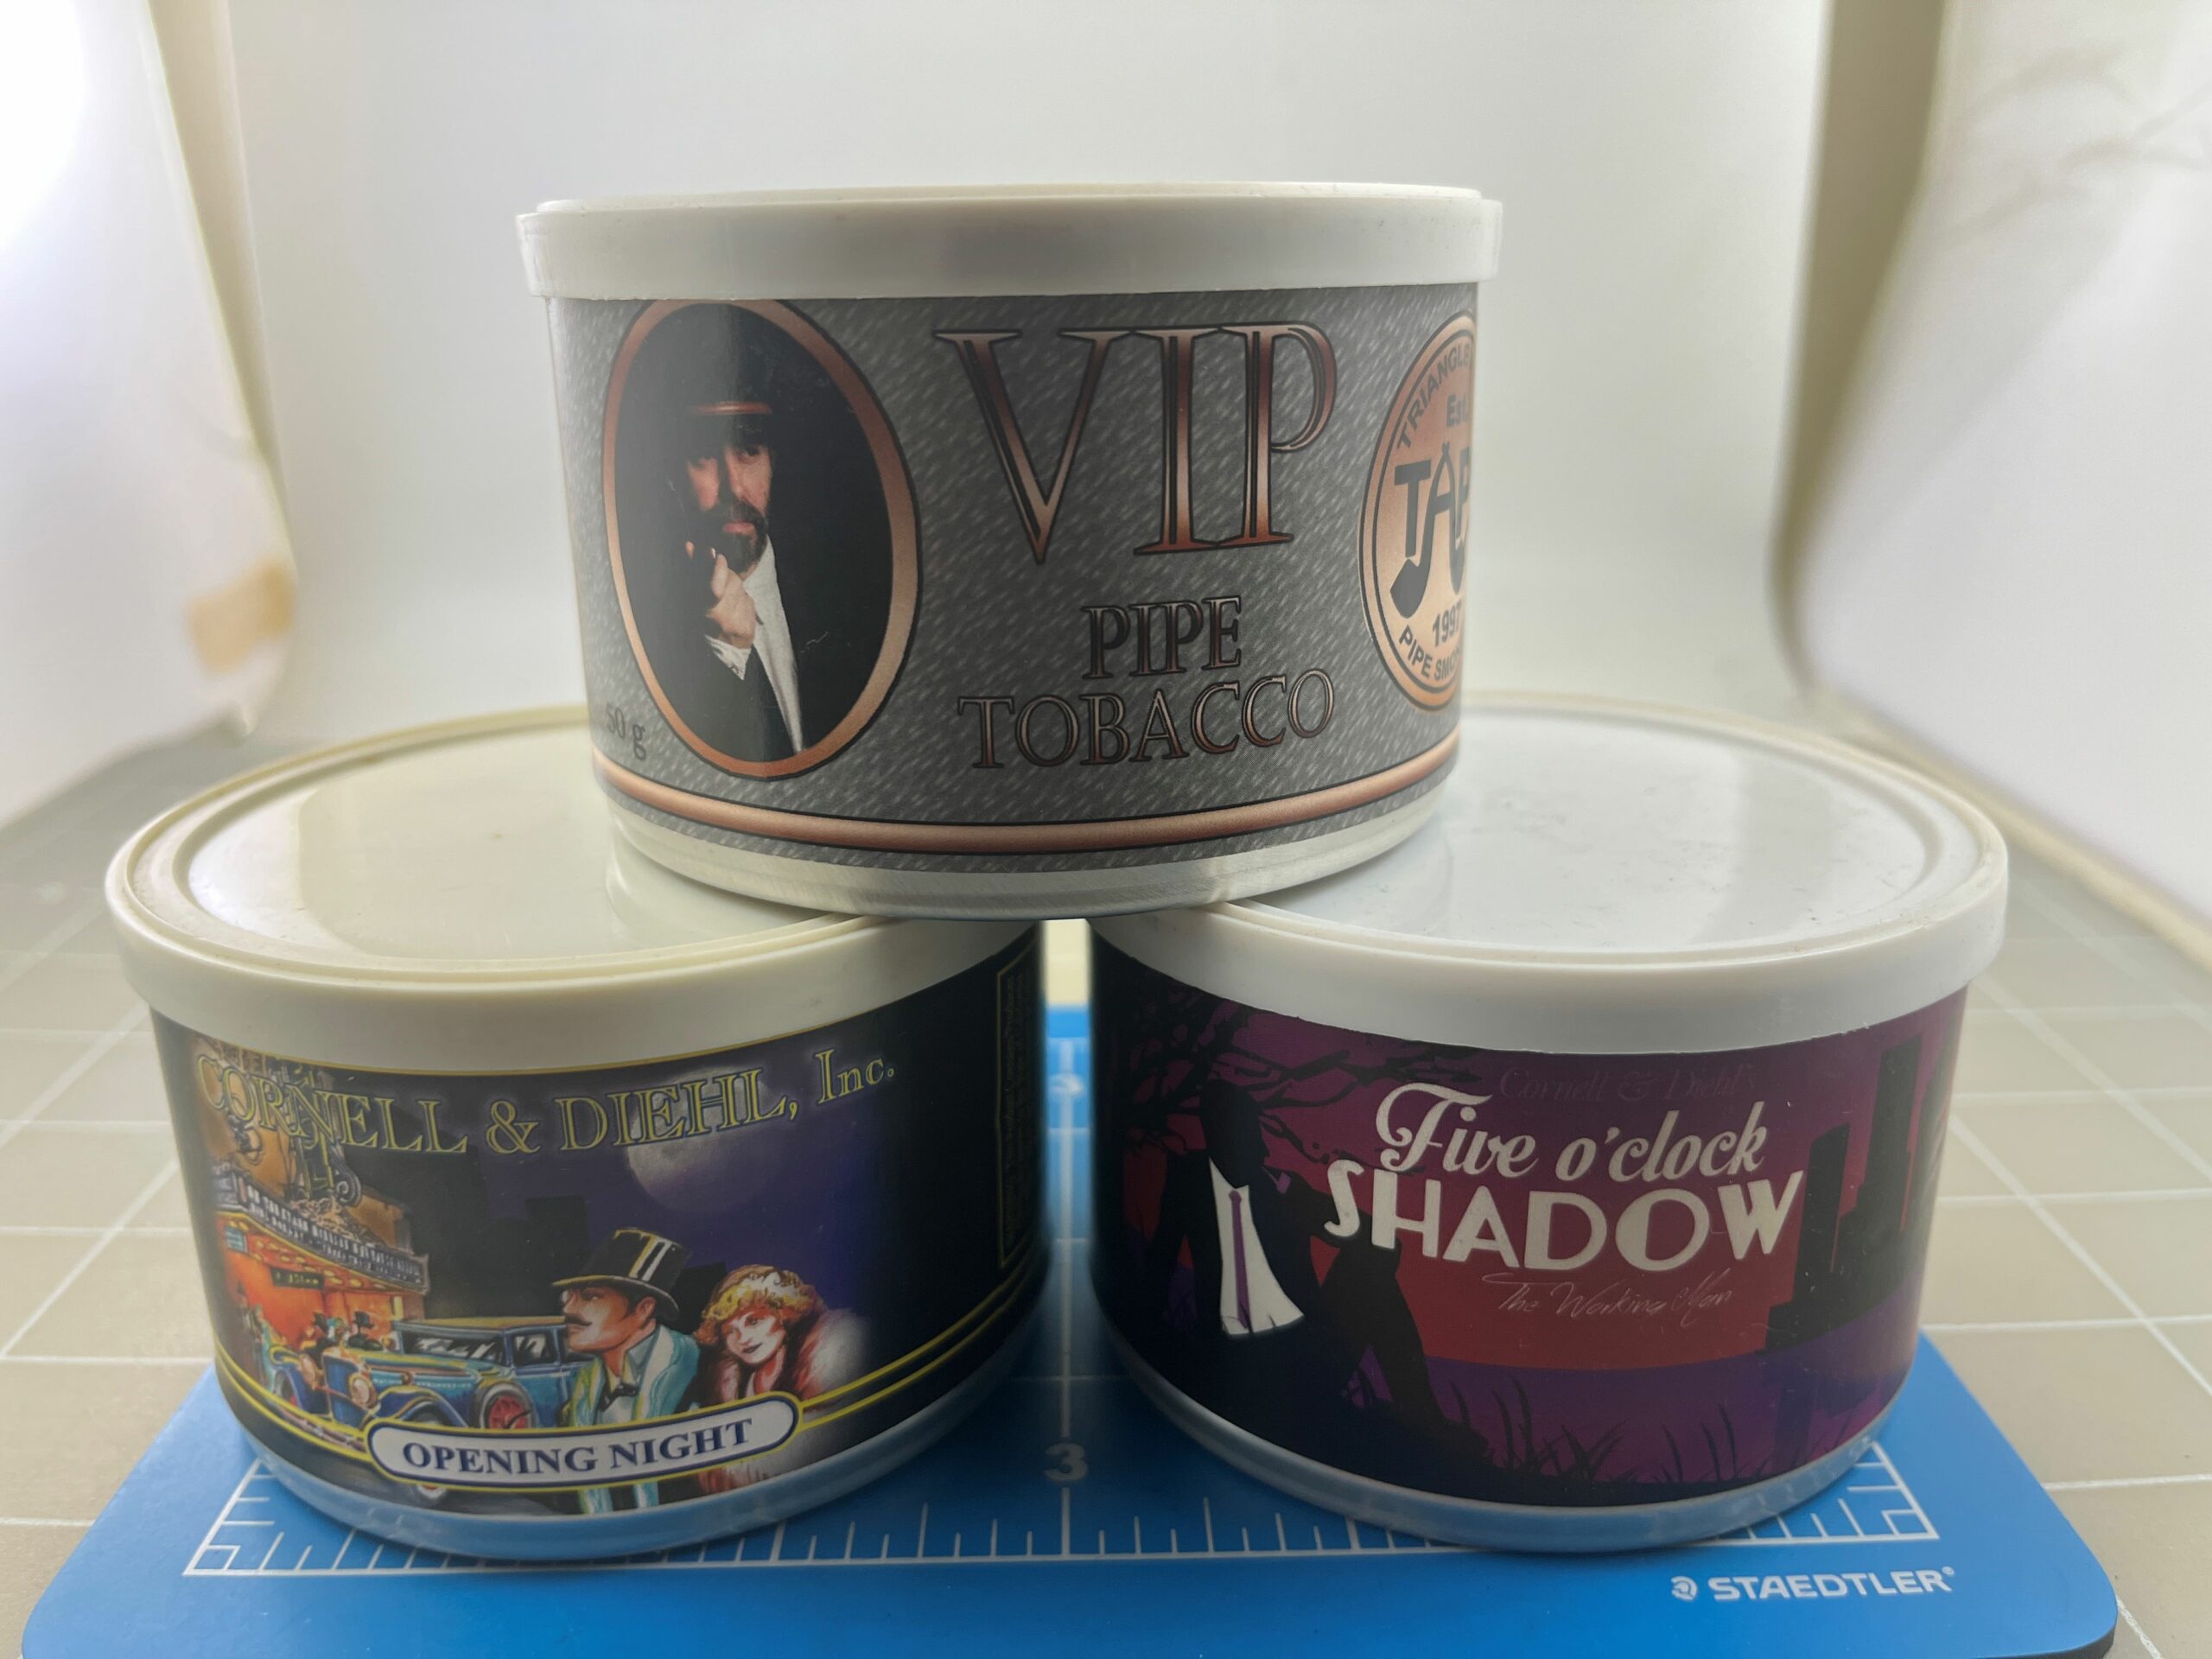 VIP
PIPE
TOBACCO
50 g
TRIANGLE
Est.
TAP
1997
PIPE
CORNELL & DIEHL, Inc.
OPENING NIGHT
Cornell & Diehl's
Five o'clock
SHADOW
The Working Man
3
STAEDTLER®